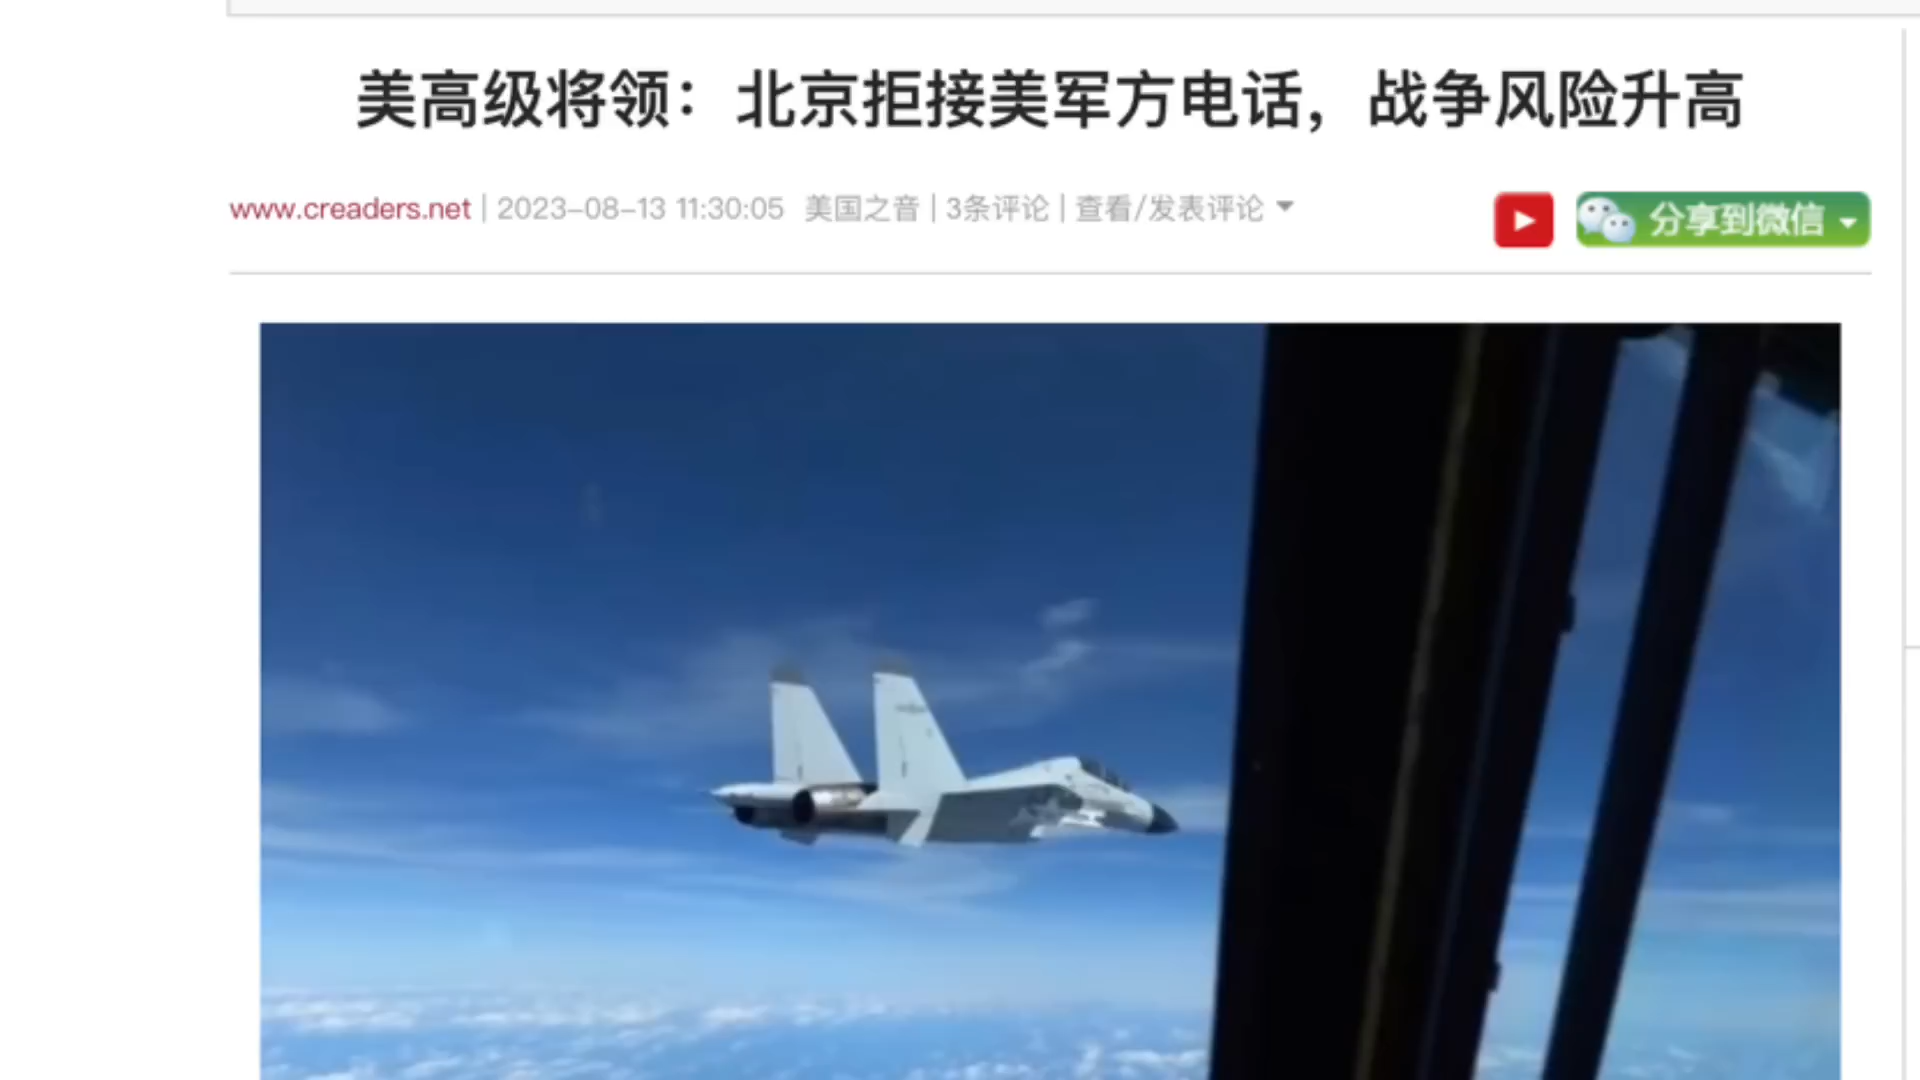 美高级将领：北京拒接美军方电话，战争风险升高
www.creaders.net | 2023-08-13 11:30:05 美国之音 | 3条评论 | 查看/发表评论
分享到微信